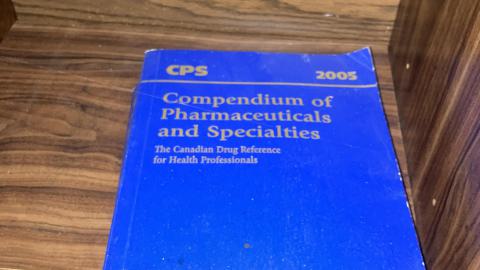 CPS 2005
Compendium of
Pharmaceuticals
and Specialties
The Canadian Drug Reference
for Health Professionals